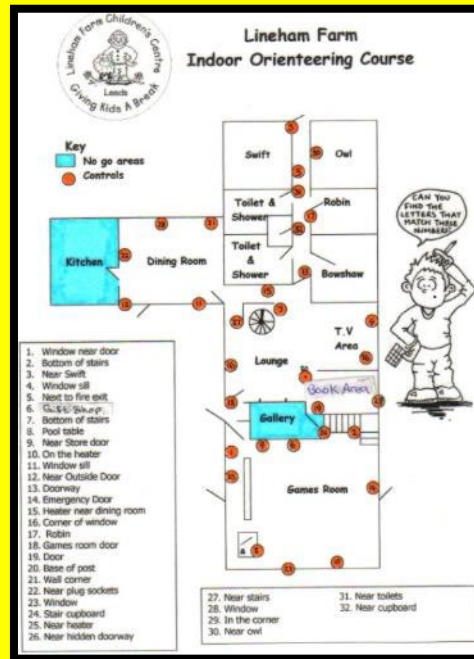 Lineham Farm Children's Centre
Leeds
Giving Kids A Break
Lineham Farm
Indoor Orienteering Course
Key
No go areas
Controls
CAN YOU
FIND THE
LETTERS THAT
MATCH THESE
NUMBERS?
Swift
Owl
Toilet &
Shower
Robin
Toilet &
Shower
Bowshaw
Kitchen
Dining Room
T.V
Area
Lounge
Book Area
Gallery
Games Room
1. Window near door
2. Bottom of stairs
3. Near Swift
4. Window sill
5. Next to fire exit
6. Gift Shop
7. Bottom of stairs
8. Pool table
9. Near Store door
10. On the heater
11. Window sill
12. Near Outside Door
13. Doorway
14. Emergency Door
15. Heater near dining room
16. Corner of window
17. Robin
18. Games room door
19. Door
20. Base of post
21. Wall corner
22. Near plug sockets
23. Window
24. Stair cupboard
25. Near heater
26. Near hidden doorway
27. Near stairs
28. Window
29. In the corner
30. Near owl
31. Near toilets
32. Near cupboard